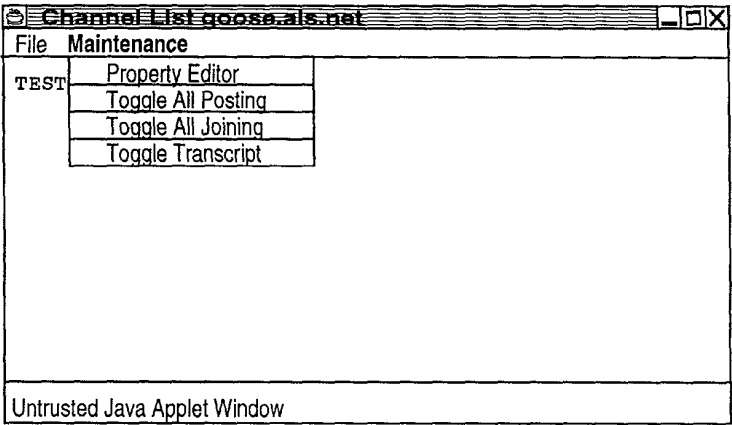 Channel List goose.als.net
File Maintenance
TEST
Property Editor
Toggle All Posting
Toggle All Joining
Toggle Transcript
Untrusted Java Applet Window